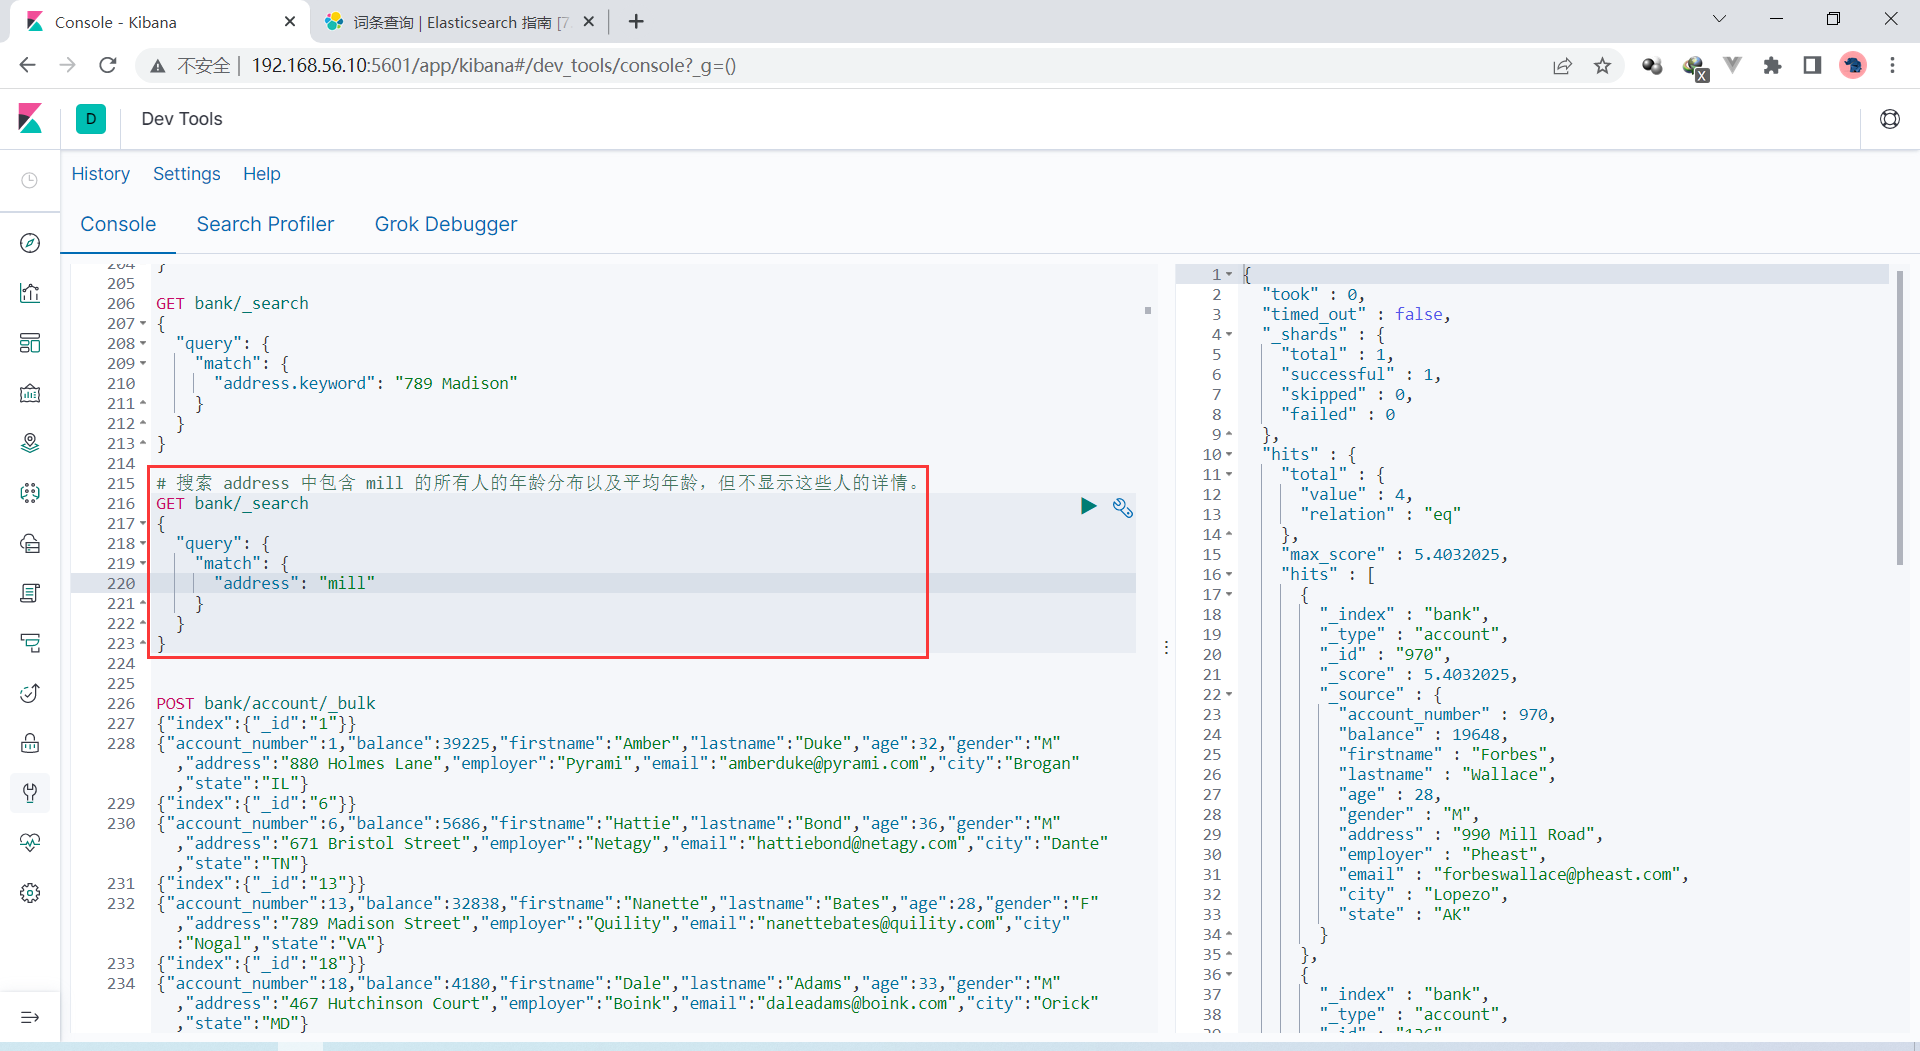 Console - Kibana
词条查询 | Elasticsearch 指南 [7
不安全
192.168.56.10:5601/app/kibana#/dev_tools/console?_g=()
X
D
Dev Tools
History
Settings
Help
Console
Search Profiler
Grok Debugger
204 }
205
206 GET bank/_search
207 {
208 "query": {
209 "match": {
210 "address.keyword": "789 Madison"
211 }
212 }
213 }
214
215 # 搜索 address 中包含 mill 的所有人的年龄分布以及平均年龄，但不显示这些人的详情。
216 GET bank/_search
217 {
218 "query": {
219 "match": {
220 "address": "mill"
221 }
222 }
223 }
224
225
226 POST bank/account/_bulk
227 {"index":{"_id":"1"}}
228 {"account_number":1,"balance":39225,"firstname":"Amber","lastname":"Duke","age":32,"gender":"M"
,"address":"880 Holmes Lane","employer":"Pyrami","email":"amberduke@pyrami.com","city":"Brogan"
,"state":"IL"}
229 {"index":{"_id":"6"}}
230 {"account_number":6,"balance":5686,"firstname":"Hattie","lastname":"Bond","age":36,"gender":"M"
,"address":"671 Bristol Street","employer":"Netagy","email":"hattiebond@netagy.com","city":"Dante"
,"state":"TN"}
231 {"index":{"_id":"13"}}
232 {"account_number":13,"balance":32838,"firstname":"Nanette","lastname":"Bates","age":28,"gender":"F"
,"address":"789 Madison Street","employer":"Quility","email":"nanettebates@quility.com","city"
:"Nogal","state":"VA"}
233 {"index":{"_id":"18"}}
234 {"account_number":18,"balance":4180,"firstname":"Dale","lastname":"Adams","age":33,"gender":"M"
,"address":"467 Hutchinson Court","employer":"Boink","email":"daleadams@boink.com","city":"Orick"
,"state":"MD"}
1 {
2 "took" : 0,
3 "timed_out" : false,
4 "_shards" : {
5 "total" : 1,
6 "successful" : 1,
7 "skipped" : 0,
8 "failed" : 0
9 },
10 "hits" : {
11 "total" : {
12 "value" : 4,
13 "relation" : "eq"
14 },
15 "max_score" : 5.4032025,
16 "hits" : [
17 {
18 "_index" : "bank",
19 "_type" : "account",
20 "_id" : "970",
21 "_score" : 5.4032025,
22 "_source" : {
23 "account_number" : 970,
24 "balance" : 19648,
25 "firstname" : "Forbes",
26 "lastname" : "Wallace",
27 "age" : 28,
28 "gender" : "M",
29 "address" : "990 Mill Road",
30 "employer" : "Pheast",
31 "email" : "forbeswallace@pheast.com",
32 "city" : "Lopezo",
33 "state" : "AK"
34 }
35 },
36 {
37 "_index" : "bank",
38 "_type" : "account",
39 "_id" : "136"